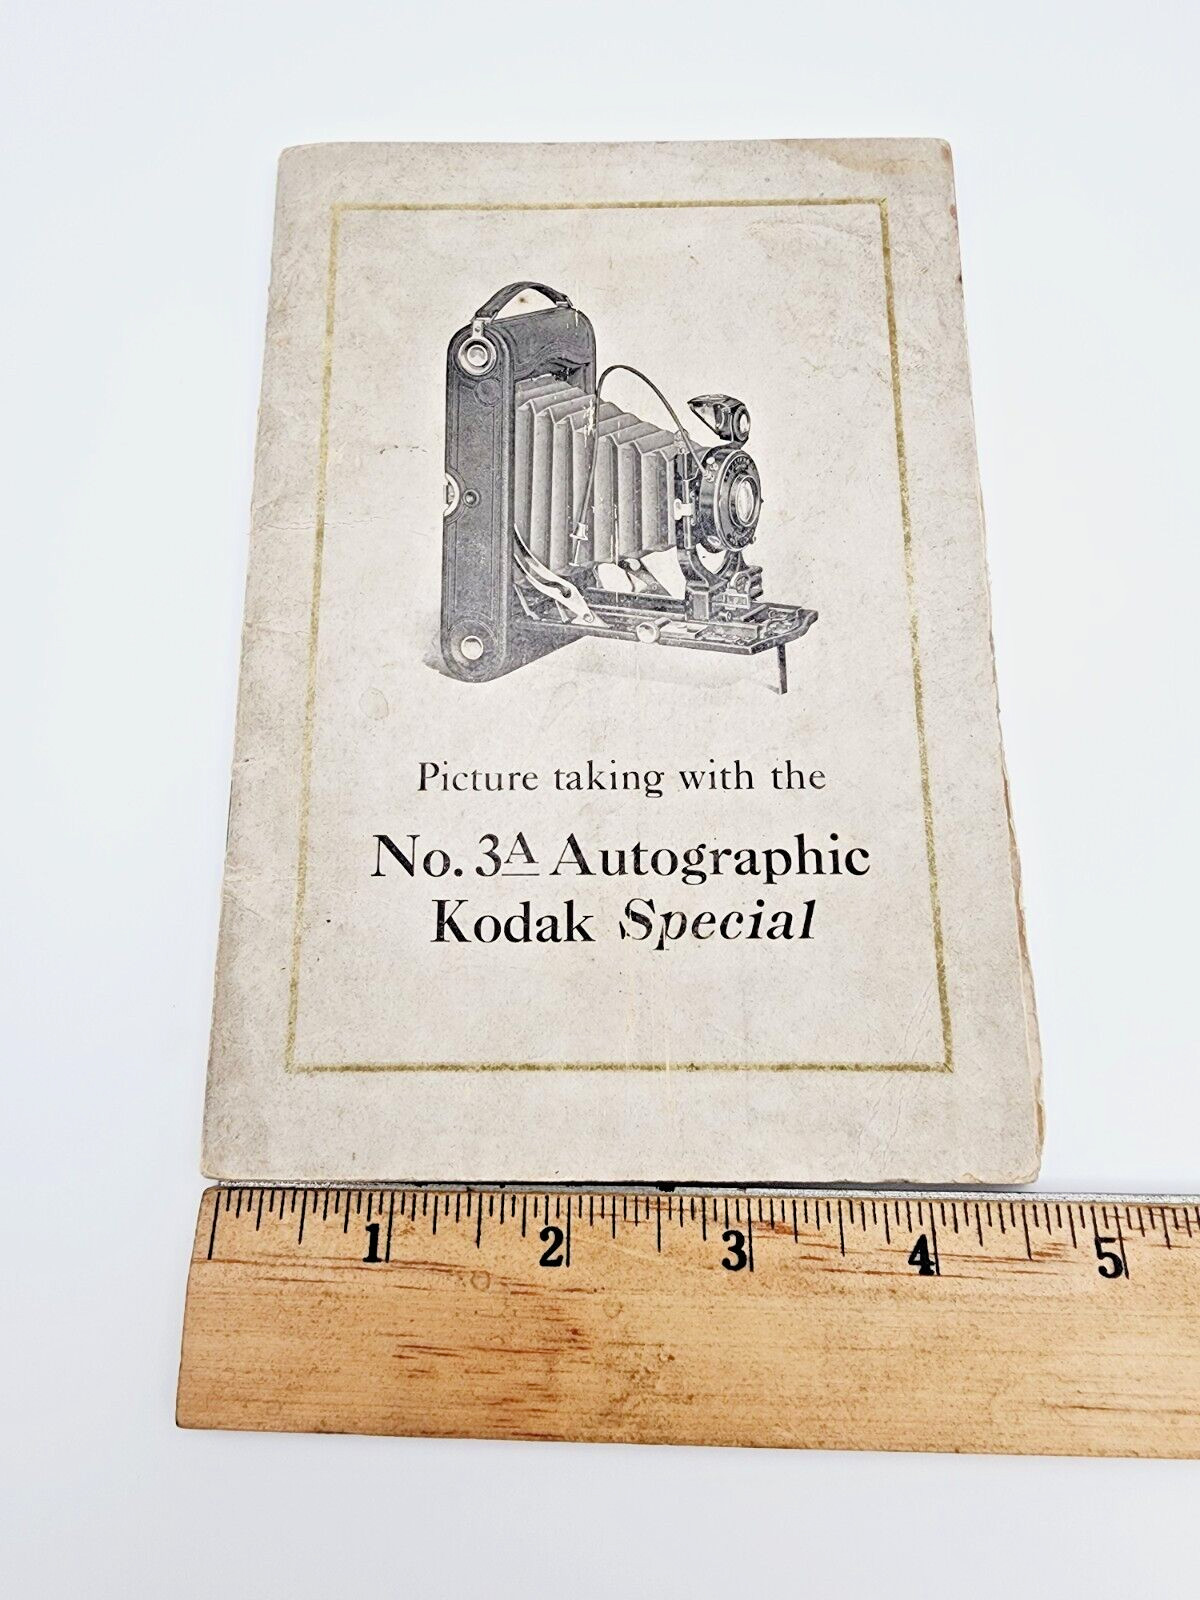 Picture taking with the
No. 3A Autographic
Kodak Special
1 2 3 4 5